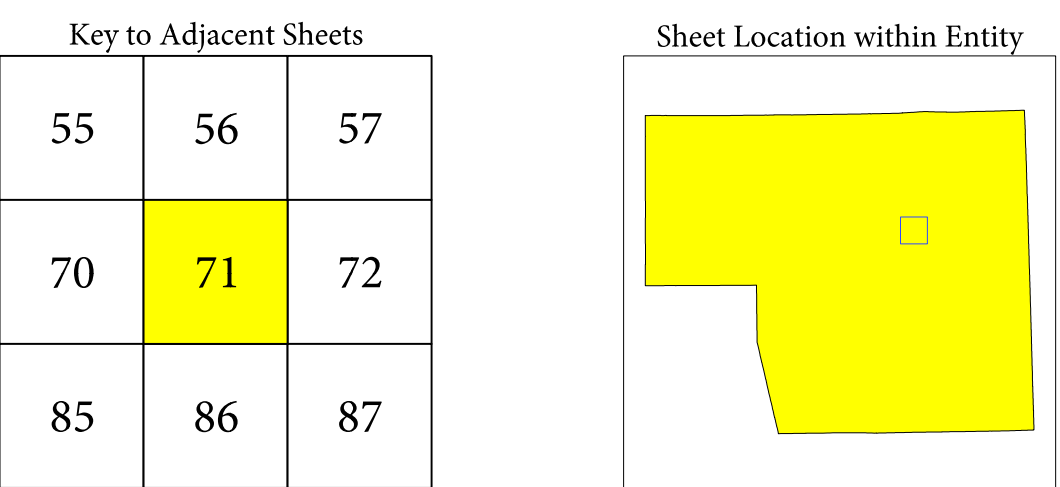 Key to Adjacent Sheets
Sheet Location within Entity
55 56 57
70 71 72
85 86 87